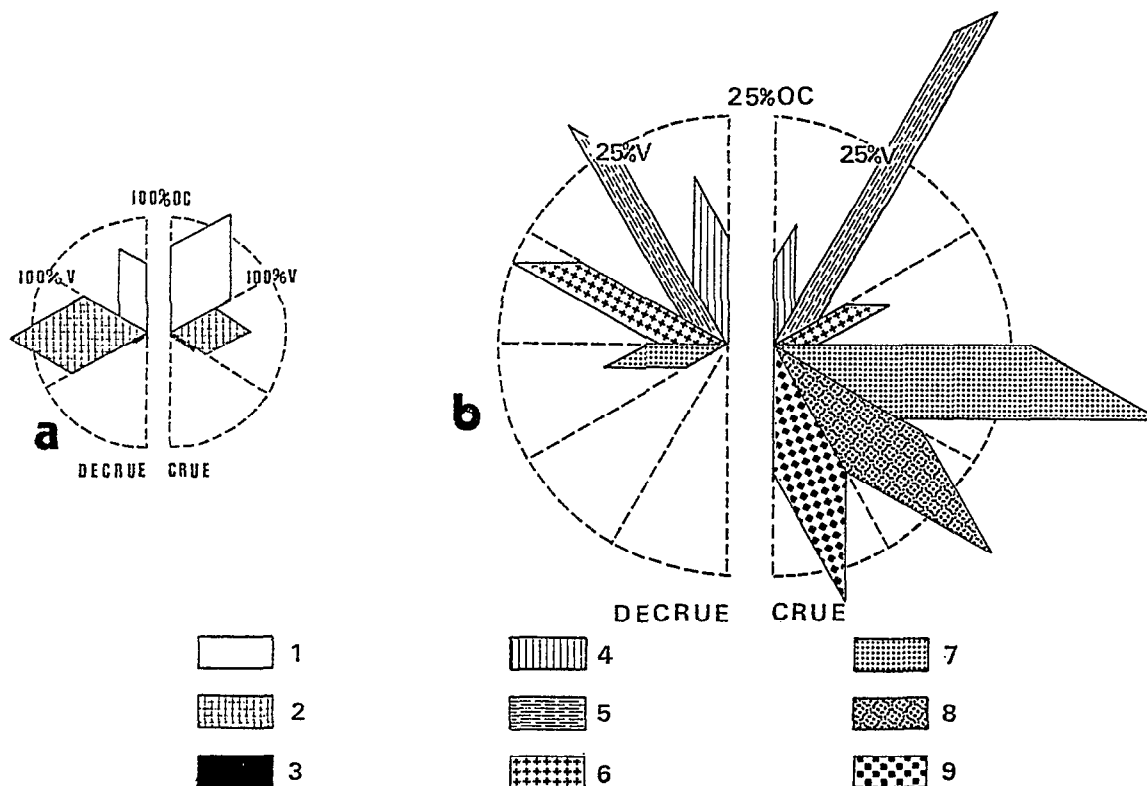 25%OC
25%V 25%V
100%OC
100%V 100%V
a b
DECRUE CRUE
DECRUE CRUE
1 4 7
2 5 8
3 6 9